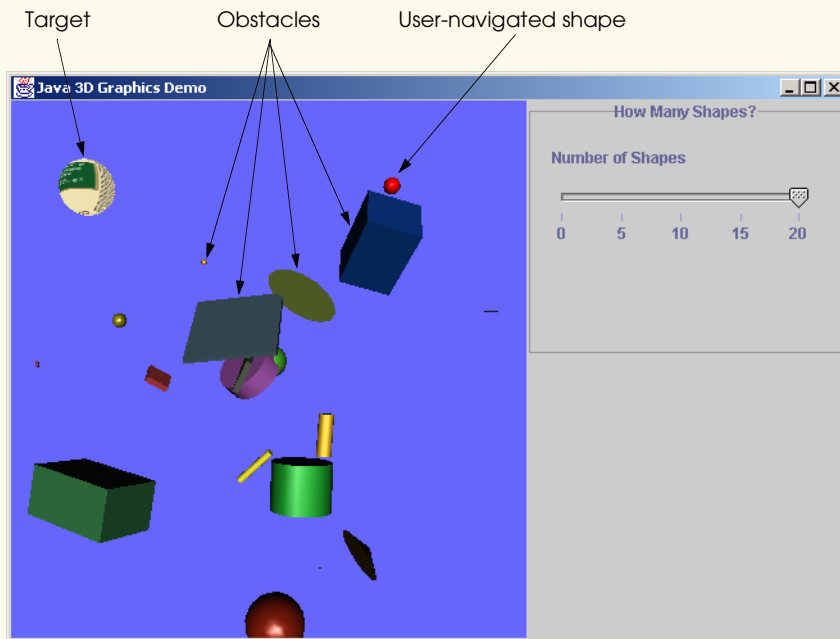 Target
Obstacles
User-navigated shape
Java 3D Graphics Demo
How Many Shapes?
Number of Shapes
0 5 10 15 20